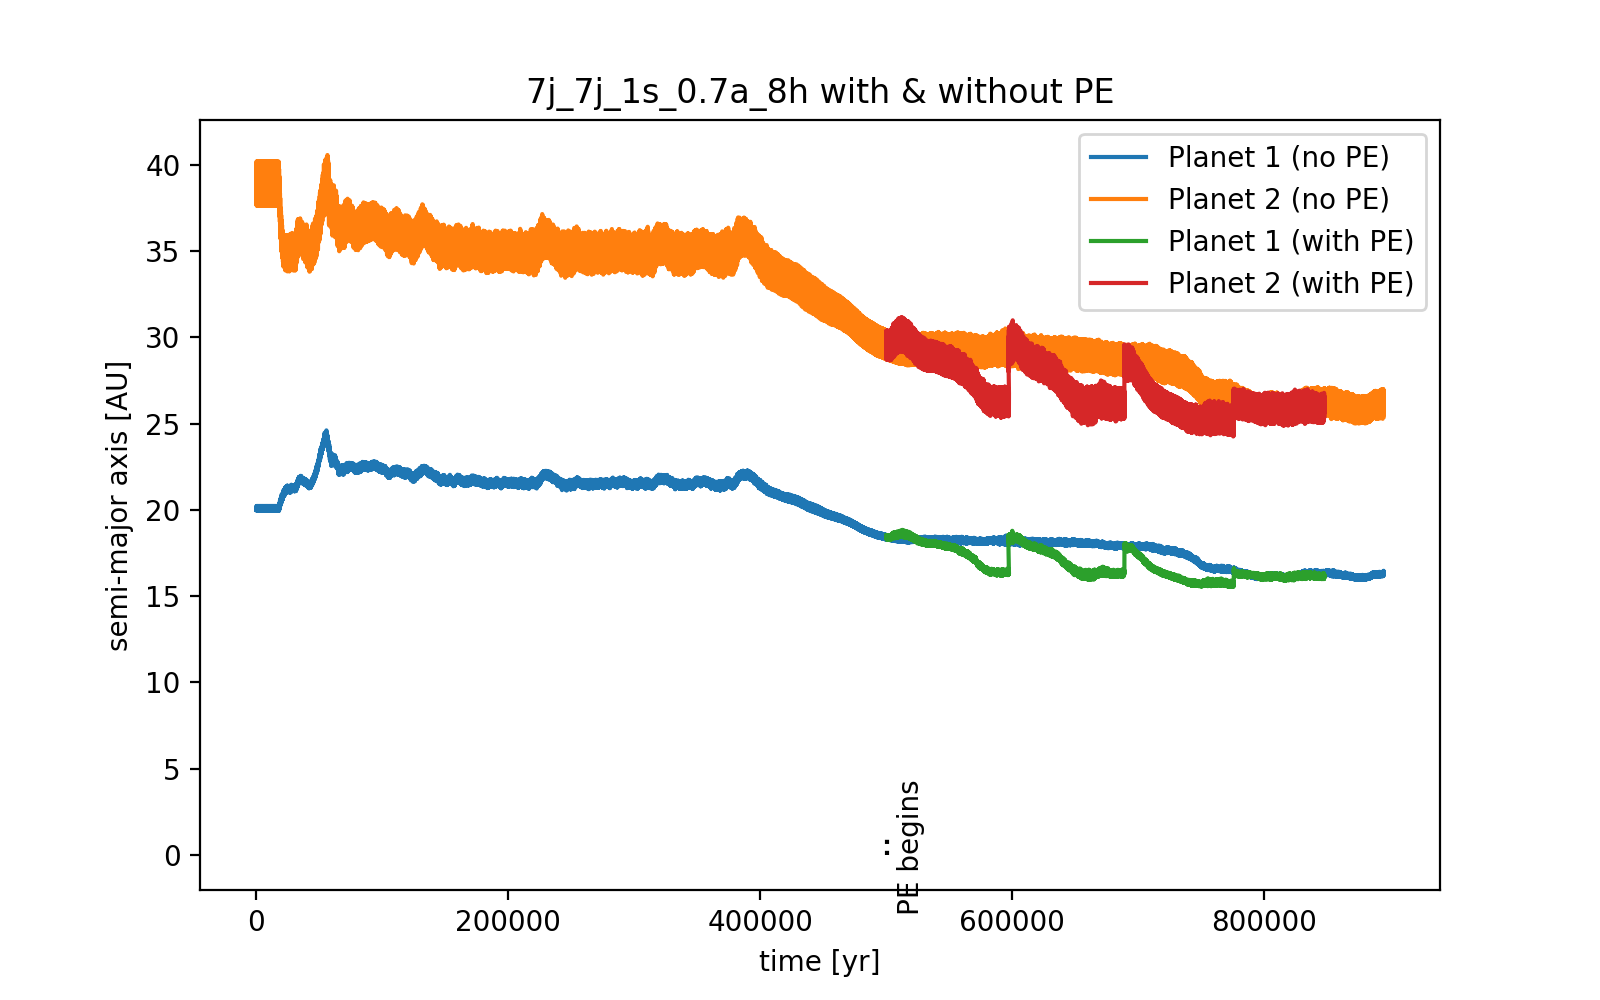 7j_7j_1s_0.7a_8h with & without PE
Planet 1 (no PE)
Planet 2 (no PE)
Planet 1 (with PE)
Planet 2 (with PE)
semi-major axis [AU]
40
35
30
25
20
15
10
5
0
PE begins
0
200000
400000
600000
800000
time [yr]